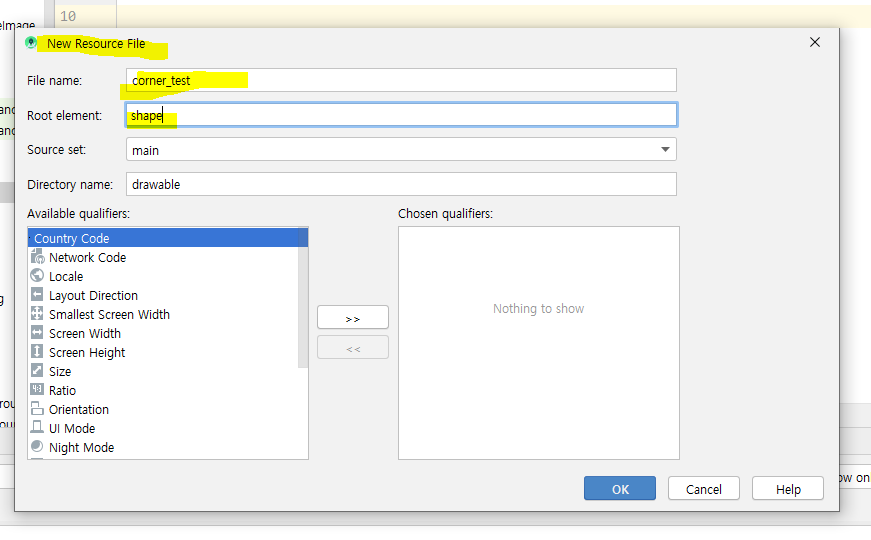 10
eImage
New Resource File
File name: corner_test
Root element: shape
Source set: main
Directory name: drawable
Available qualifiers: Chosen qualifiers:
Country Code
Network Code
Locale
Layout Direction
Smallest Screen Width
Screen Width
Screen Height
Size
Ratio
Orientation
UI Mode
Night Mode
>>
<<
Nothing to show
OK Cancel Help
ow on